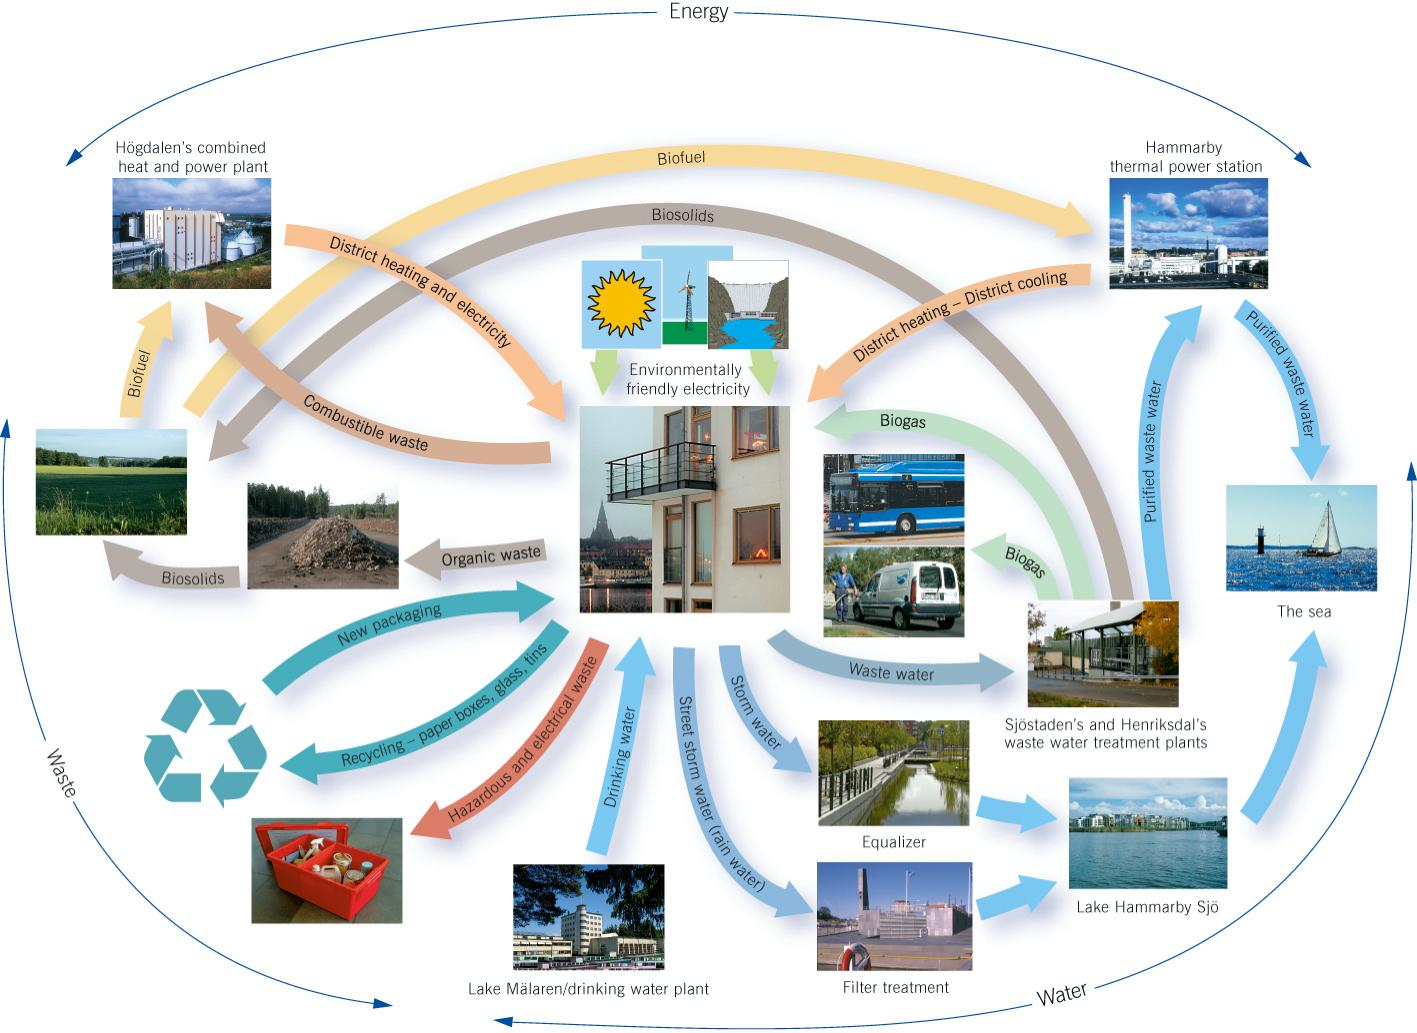 Energy
Högdalen's combined
heat and power plant
Hammarby
thermal power station
Biofuel
Biosolids
District heating and electricity
District heating – District cooling
Purified waste water
Environmentally
friendly electricity
Biofuel
Combustible waste
Biogas
Purified waste water
Organic waste
Biogas
Biosolids
The sea
New packaging
Recycling – paper boxes, glass, tins
Hazardous and electrical waste
Drinking water
Street storm water (rain water)
Storm water
Waste water
Sjöstaden's and Henriksdal's
waste water treatment plants
Waste
Equalizer
Lake Hammarby Sjö
Lake Mälaren/drinking water plant
Filter treatment
Water